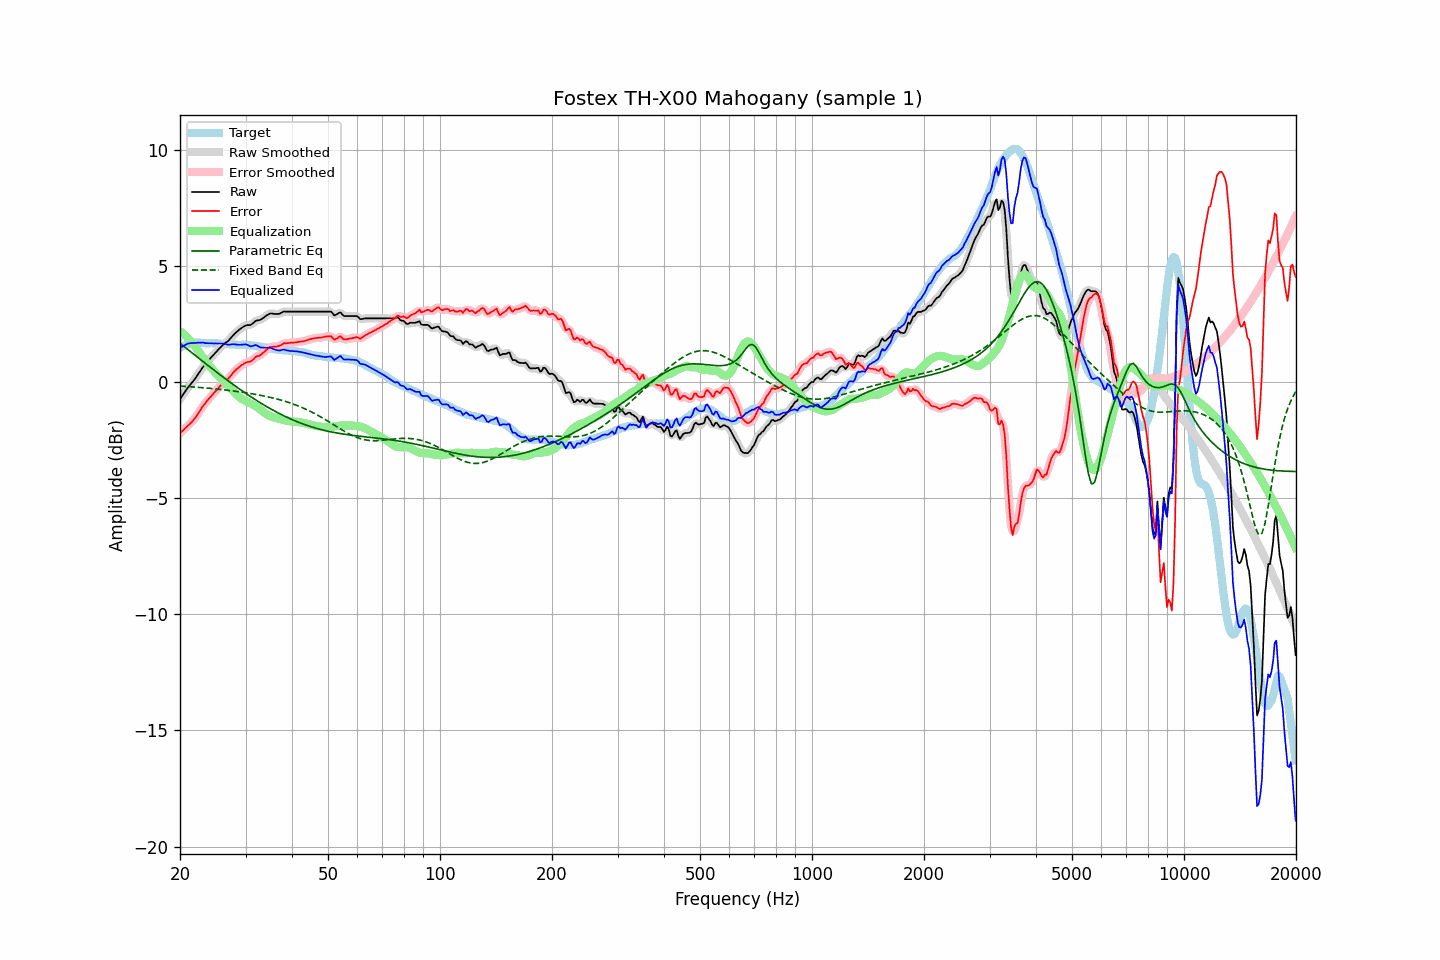 Fostex TH-X00 Mahogany (sample 1)
Target
Raw Smoothed
Error Smoothed
Raw
Error
Equalization
Parametric Eq
Fixed Band Eq
Equalized
10
5
0
−5
−10
−15
−20
Amplitude (dBr)
20 50 100 200 500 1000 2000 5000 10000 20000
Frequency (Hz)